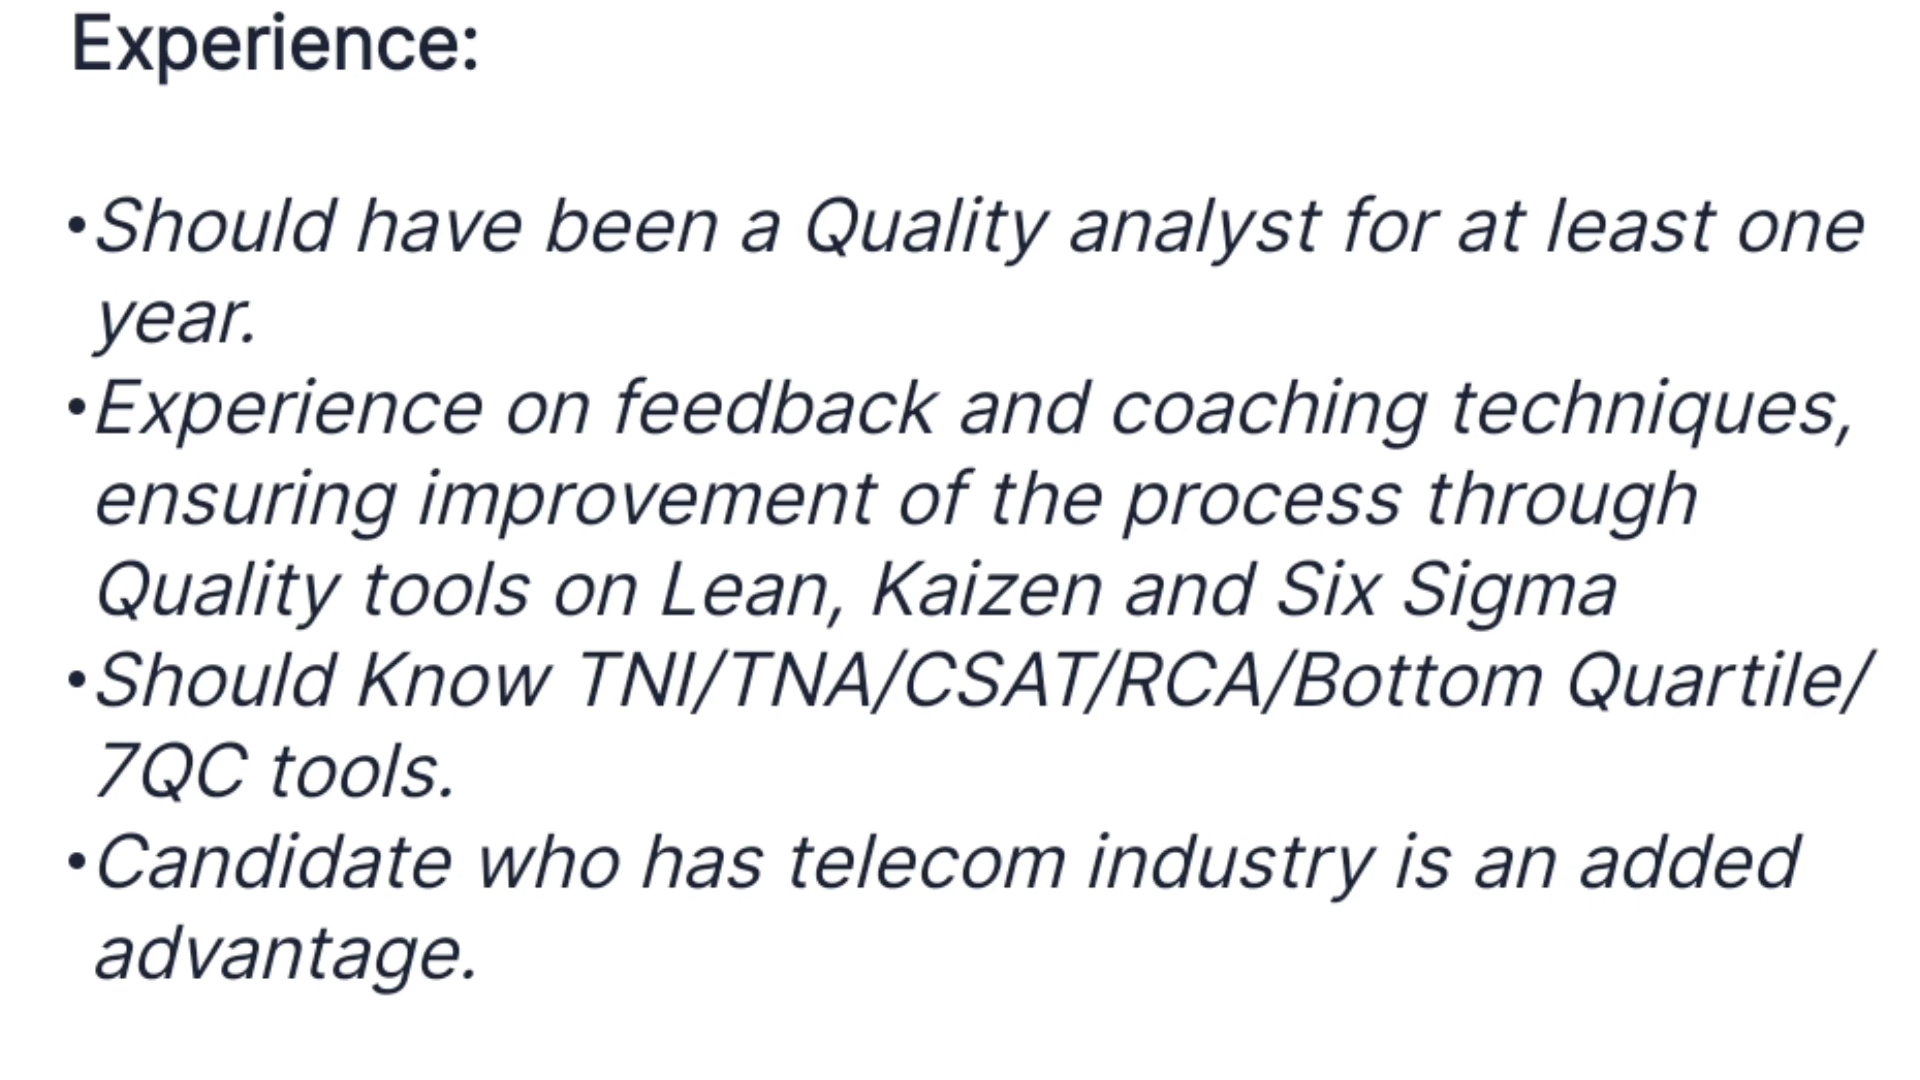 Experience:
•Should have been a Quality analyst for at least one
year.
•Experience on feedback and coaching techniques,
ensuring improvement of the process through
Quality tools on Lean, Kaizen and Six Sigma
•Should Know TNI/TNA/CSAT/RCA/Bottom Quartile/
7QC tools.
•Candidate who has telecom industry is an added
advantage.